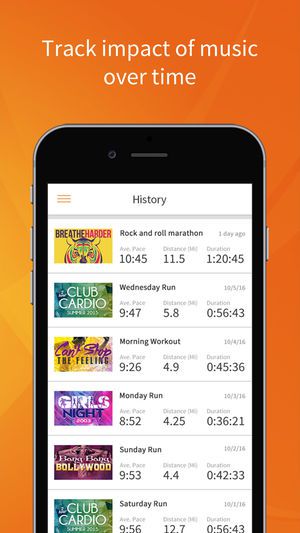 Track impact of music
over time
History
BREATHE HARDER
Rock and roll marathon 1 day ago
Ave. Pace Distance (Mi) Duration
10:45 11.5 1:20:45
CLUB
CARDIO
SUMMER 2015
Wednesday Run 10/5/16
Ave. Pace Distance (Mi) Duration
9:47 5.8 0:56:43
Can't Stop
THE FEELING
Morning Workout 10/4/16
Ave. Pace Distance (Mi) Duration
9:26 4.9 0:45:36
GIRLS
NIGHT
2003
Monday Run 10/3/16
Ave. Pace Distance (Mi) Duration
8:52 4.25 0:36:21
Bang Bang
BOLLYWOOD
Sunday Run 10/2/16
Ave. Pace Distance (Mi) Duration
9:53 4.4 0:42:33
CLUB
CARDIO
SUMMER 2015
Saturday Run 10/1/16
Ave. Pace Distance (Mi) Duration
9:56 12.7 0:56:43